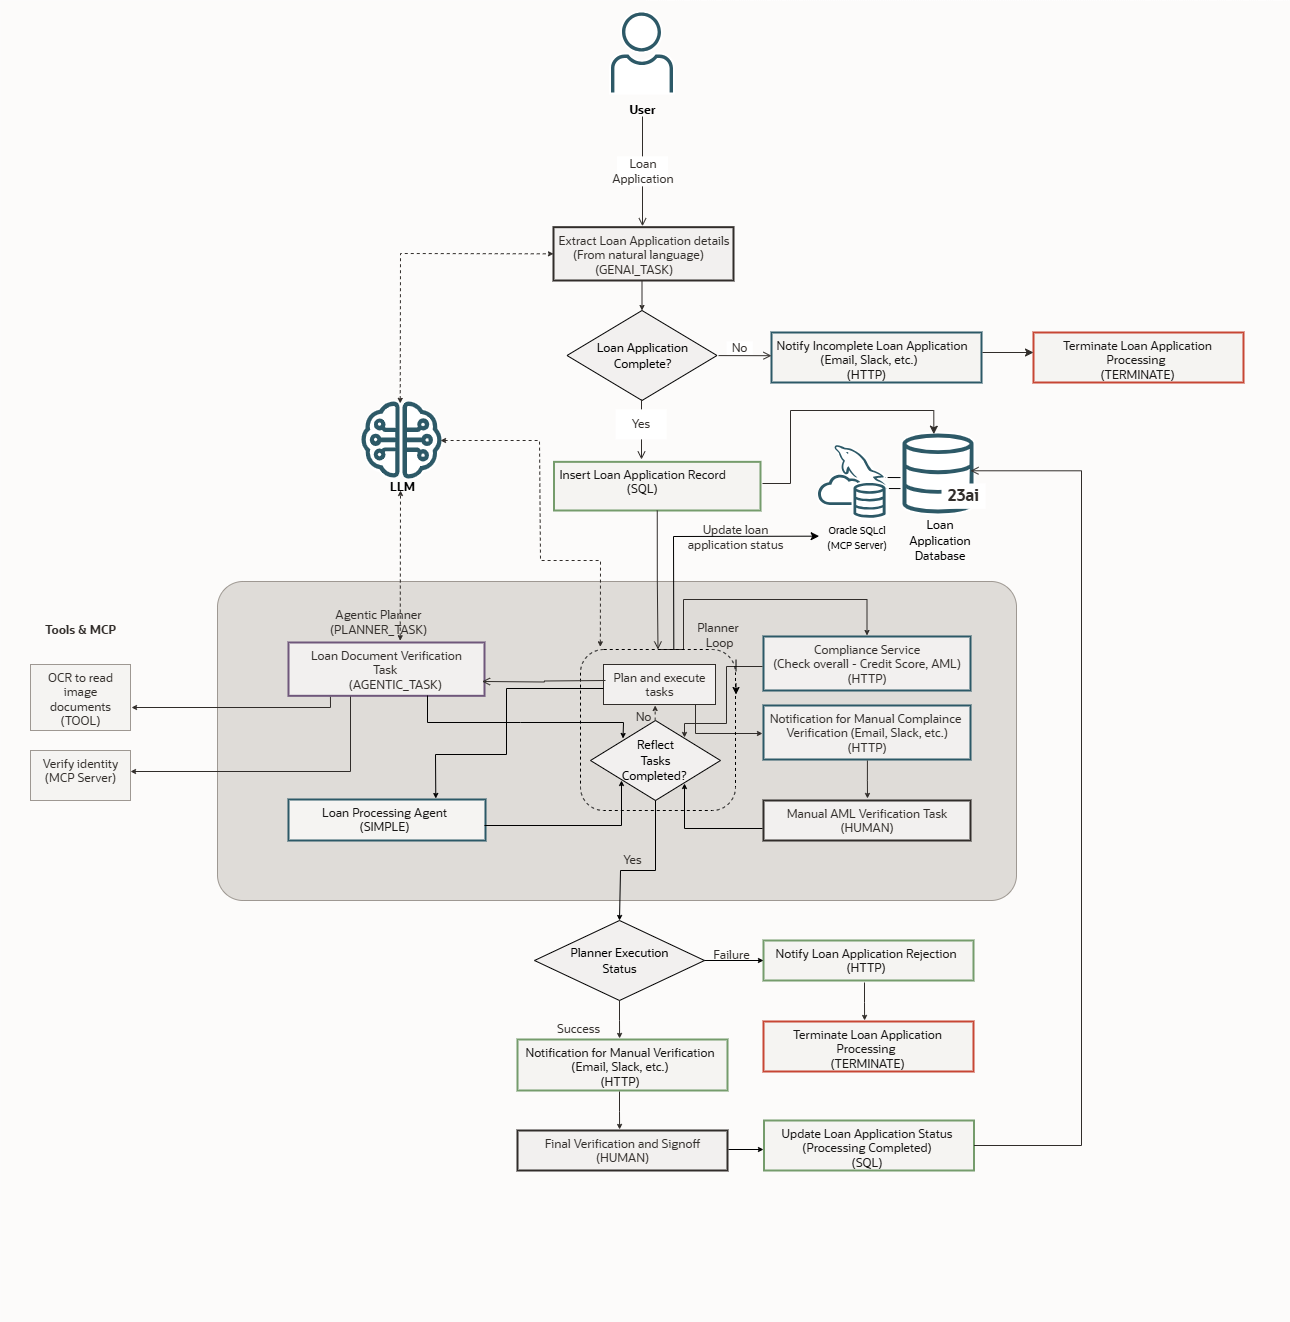 User
Loan
Application
Extract Loan Application details
(From natural language)
(GENAI_TASK)
Loan Application
Complete?
No
Notify Incomplete Loan Application
(Email, Slack, etc.)
(HTTP)
Terminate Loan Application
Processing
(TERMINATE)
Yes
LLM
Insert Loan Application Record
(SQL)
23ai
Oracle SQLcl
(MCP Server)
Loan
Application
Database
Update loan
application status
Tools & MCP
Agentic Planner
(PLANNER_TASK)
Planner
Loop
Loan Document Verification
Task
(AGENTIC_TASK)
Plan and execute
tasks
Compliance Service
(Check overall - Credit Score, AML)
(HTTP)
OCR to read
image
documents
(TOOL)
Verify identity
(MCP Server)
No
Reflect
Tasks
Completed?
Notification for Manual Complaince
Verification (Email, Slack, etc.)
(HTTP)
Loan Processing Agent
(SIMPLE)
Manual AML Verification Task
(HUMAN)
Yes
Planner Execution
Status
Failure
Notify Loan Application Rejection
(HTTP)
Terminate Loan Application
Processing
(TERMINATE)
Success
Notification for Manual Verification
(Email, Slack, etc.)
(HTTP)
Final Verification and Signoff
(HUMAN)
Update Loan Application Status
(Processing Completed)
(SQL)